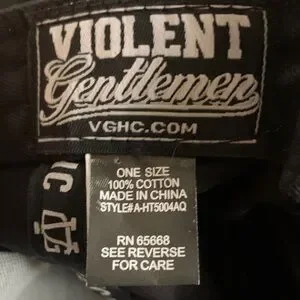 VIOLENT
Gentlemen
VGHC.COM
ONE SIZE
100% COTTON
MADE IN CHINA
STYLE#A-HT5004AQ
RN 65668
SEE REVERSE
FOR CARE